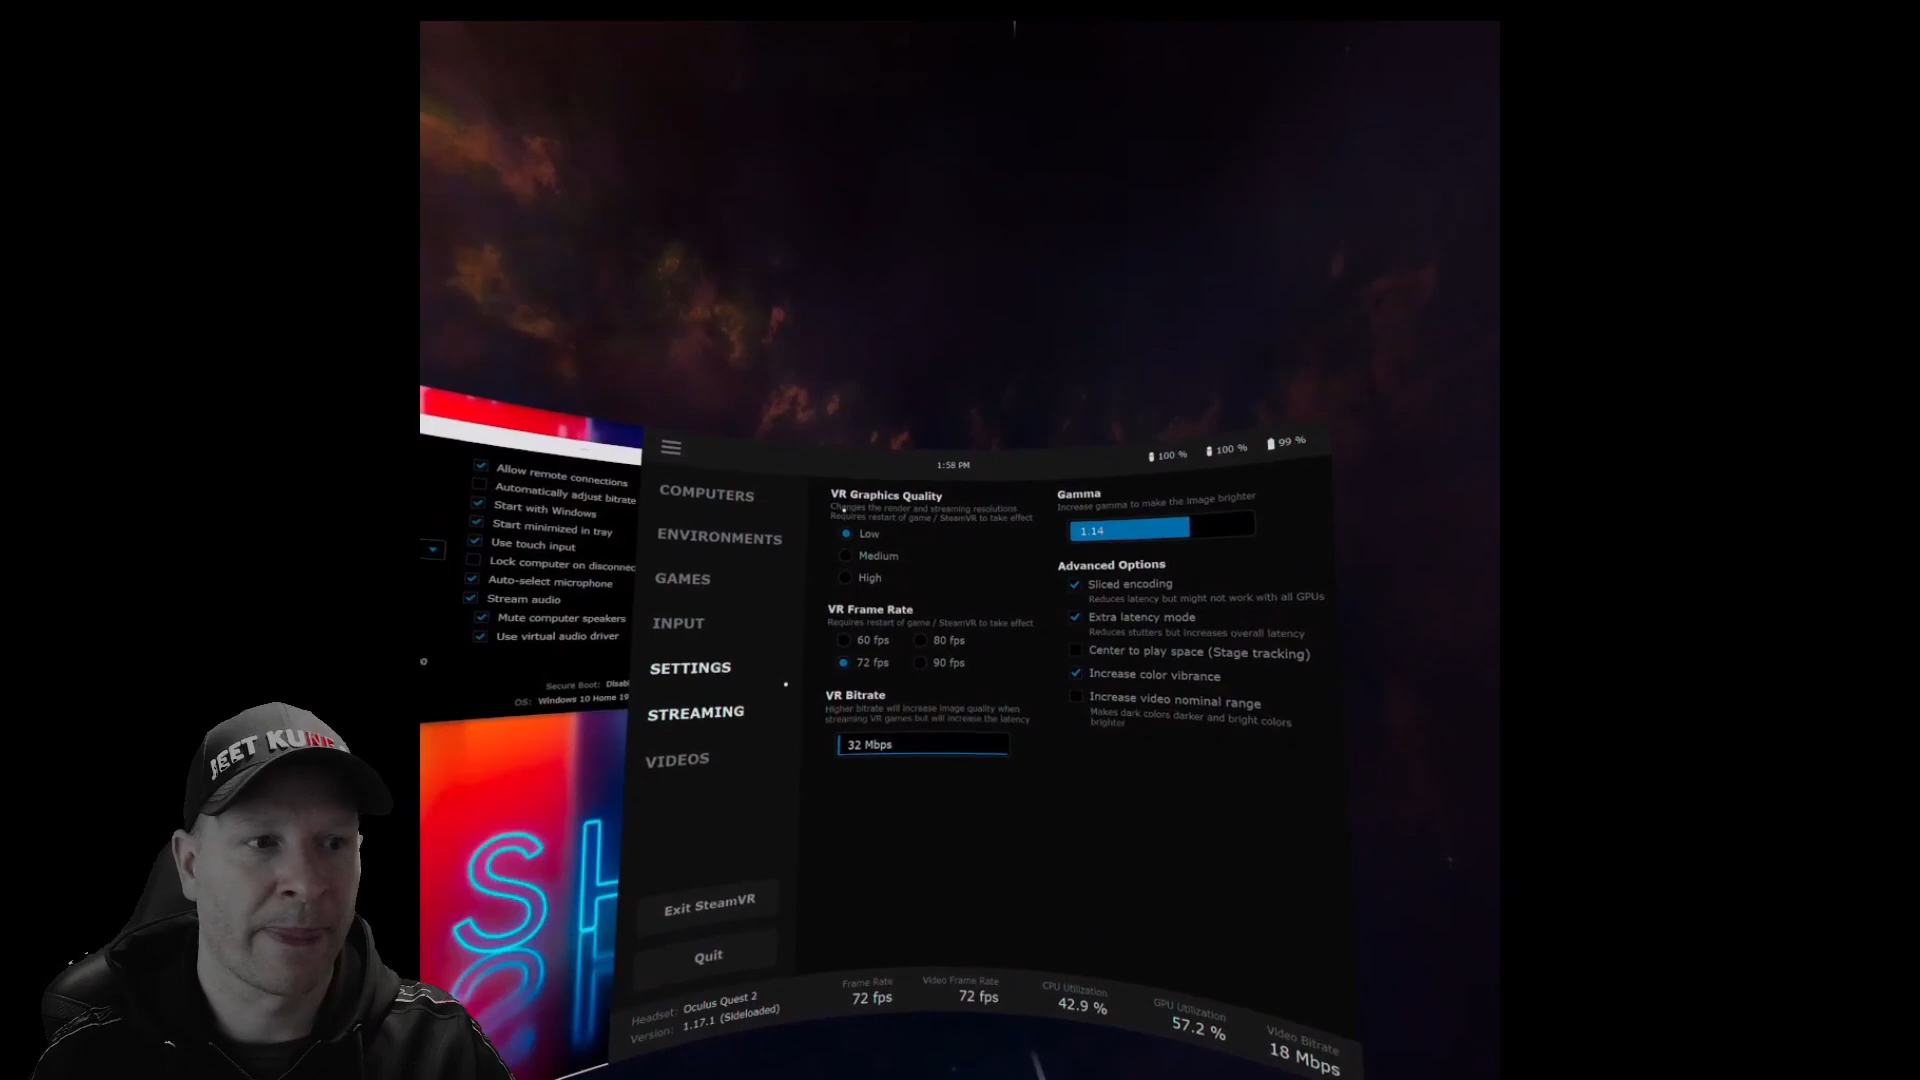 Allow remote connections
Automatically adjust bitrate
Start with Windows
Start minimized in tray
Use touch input
Lock computer on disconnec
Auto-select microphone
Stream audio
Mute computer speakers
Use virtual audio driver
Secure Boot: Disabl
OS: Windows 10 Home 19
SH
1:58 PM
100 %
100 %
99 %
COMPUTERS
ENVIRONMENTS
GAMES
INPUT
SETTINGS
STREAMING
VIDEOS
Exit SteamVR
Quit
VR Graphics Quality
Changes the render and streaming resolutions
Requires restart of game / SteamVR to take effect
Low
Medium
High
VR Frame Rate
Requires restart of game / SteamVR to take effect
60 fps
80 fps
72 fps
90 fps
VR Bitrate
Higher bitrate will increase image quality when
streaming VR games but will increase the latency
32 Mbps
Gamma
Increase gamma to make the image brighter
1.14
Advanced Options
Sliced encoding
Reduces latency but might not work with all GPUs
Extra latency mode
Reduces stutters but increases overall latency
Center to play space (Stage tracking)
Increase color vibrance
Increase video nominal range
Makes dark colors darker and bright colors
brighter
Headset: Oculus Quest 2
Version: 1.17.1 (Sideloaded)
Frame Rate
72 fps
Video Frame Rate
72 fps
CPU Utilization
42.9 %
GPU Utilization
57.2 %
Video Bitrate
18 Mbps
JEET KUNE